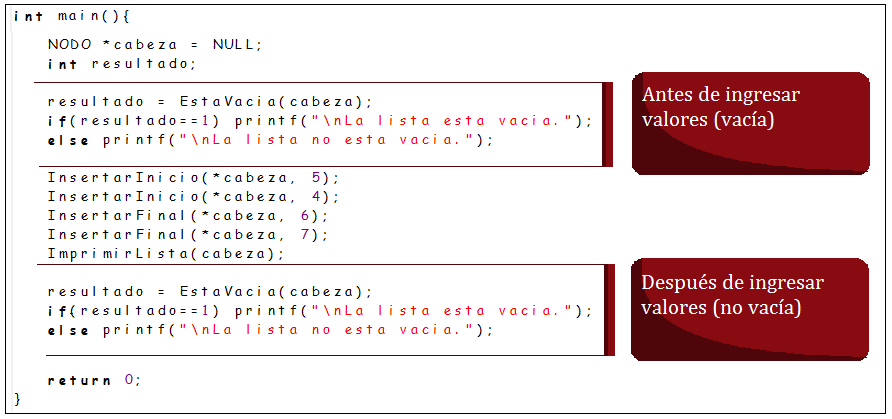 int main(){
NODO *cabeza = NULL;
int resultado;
resultado = EstaVacia(cabeza);
if(resultado==1) printf("\nLa lista esta vacia.");
else printf("\nLa lista no esta vacia.");
Antes de ingresar
valores (vacía)
InsertarInicio(*cabeza, 5);
InsertarInicio(*cabeza, 4);
InsertarFinal(*cabeza, 6);
InsertarFinal(*cabeza, 7);
ImprimirLista(cabeza);
resultado = EstaVacia(cabeza);
if(resultado==1) printf("\nLa lista esta vacia.");
else printf("\nLa lista no esta vacia.");
Después de ingresar
valores (no vacía)
return 0;
}